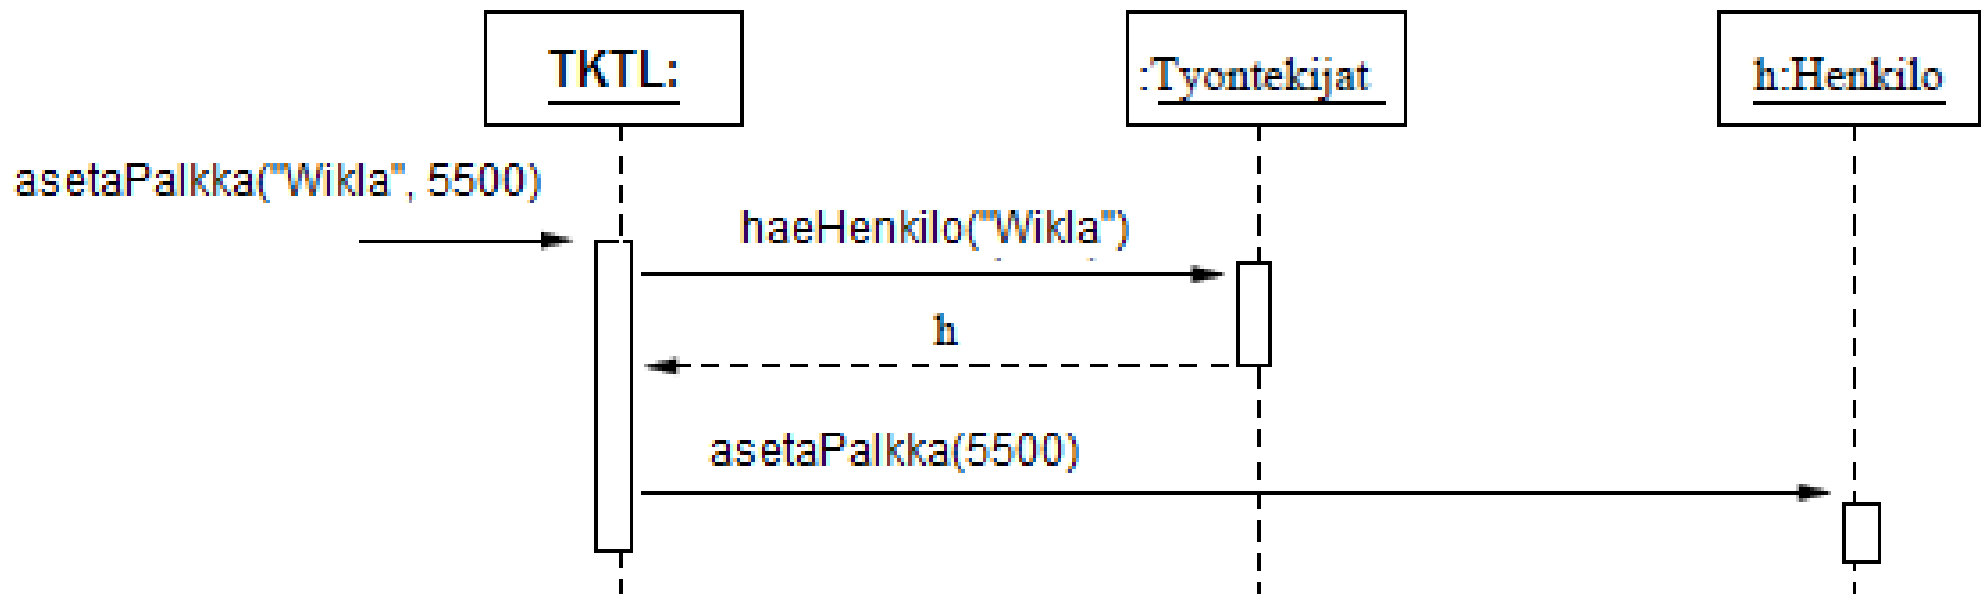 TKTL:
:Tyontekijat
h:Henkilo
asetaPalkka("Wikla", 5500)
haeHenkilo("Wikla")
h
asetaPalkka(5500)